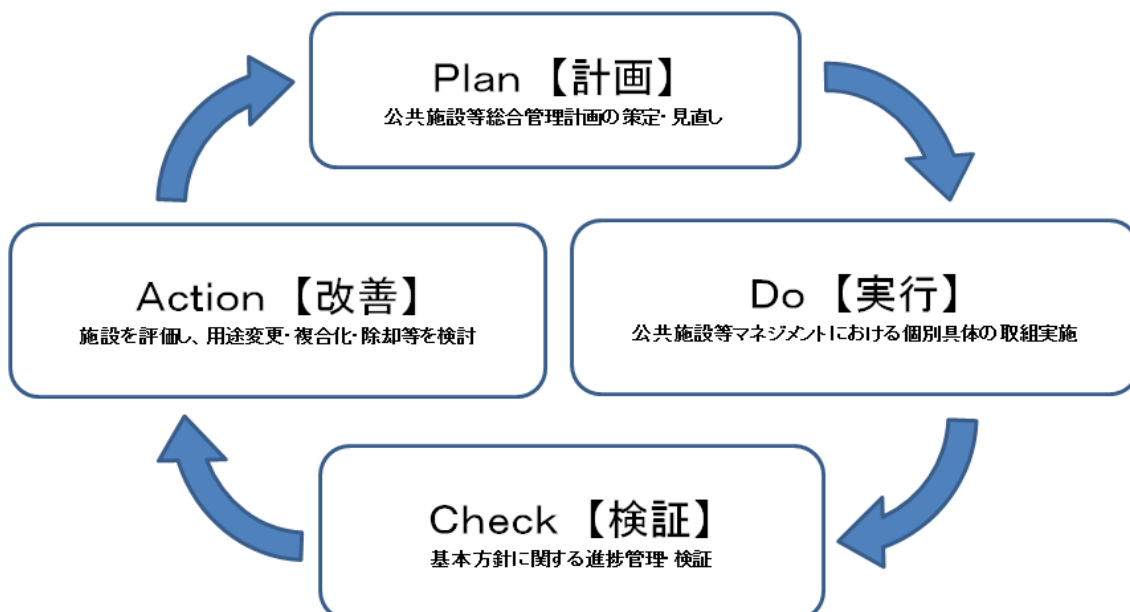 Plan 【計画】
公共施設等総合管理計画の策定・見直し
Do 【実行】
公共施設等マネジメントにおける個別具体の取組実施
Check 【検証】
基本方針に関する進捗管理・検証
Action 【改善】
施設を評価し、用途変更・複合化・除却等を検討